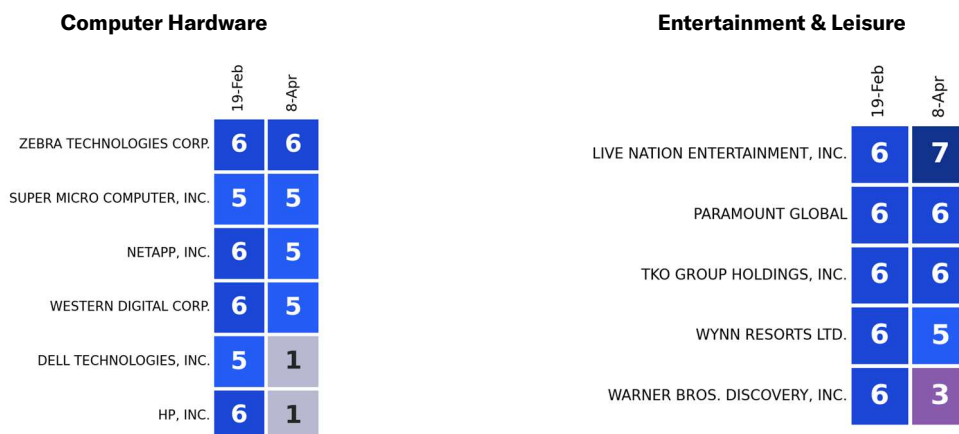 Computer Hardware
19-Feb 8-Apr
ZEBRA TECHNOLOGIES CORP. 6 6
SUPER MICRO COMPUTER, INC. 5 5
NETAPP, INC. 6 5
WESTERN DIGITAL CORP. 6 5
DELL TECHNOLOGIES, INC. 5 1
HP, INC. 6 1
Entertainment & Leisure
19-Feb 8-Apr
LIVE NATION ENTERTAINMENT, INC. 6 7
PARAMOUNT GLOBAL 6 6
TKO GROUP HOLDINGS, INC. 6 6
WYNN RESORTS LTD. 6 5
WARNER BROS. DISCOVERY, INC. 6 3